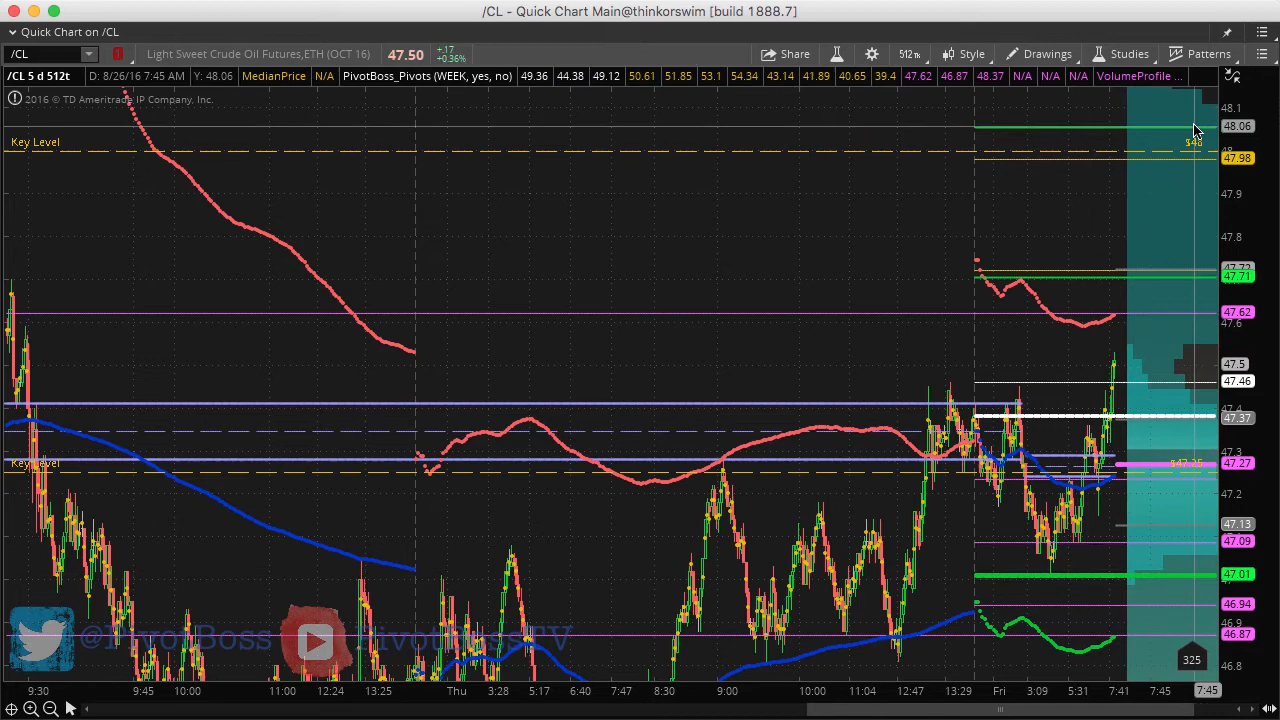 /CL - Quick Chart Main@thinkorswim [build 1888.7]
Quick Chart on /CL
/CL Light Sweet Crude Oil Futures,ETH (OCT 16) 47.50 +.17 +0.36% Share 512t Style Drawings Studies Patterns
/CL 5 d 512t D: 8/26/16 7:45 AM Y: 48.06 MedianPrice N/A PivotBoss_Pivots (WEEK, yes, no) 49.36 44.38 49.12 50.61 51.85 53.1 54.34 43.14 41.89 40.65 39.4 47.62 46.87 48.37 N/A N/A N/A VolumeProfile ...
2016 © TD Ameritrade IP Company, Inc.
48.1
48.06
Key Level $48
47.98
47.9
47.8
47.72
47.71
47.62
47.6
47.5
47.46
47.4
47.37
47.3
Key Level $47.25 47.27
47.2
47.13
47.09
47.01
46.94
46.9
@PivotBoss PivotBossTV 46.87
325
46.8
9:30 9:45 10:00 11:00 12:24 13:25 Thu 3:28 5:17 6:40 7:47 8:30 9:00 10:00 11:04 12:47 13:29 Fri 3:09 5:31 7:41 7:45 7:45